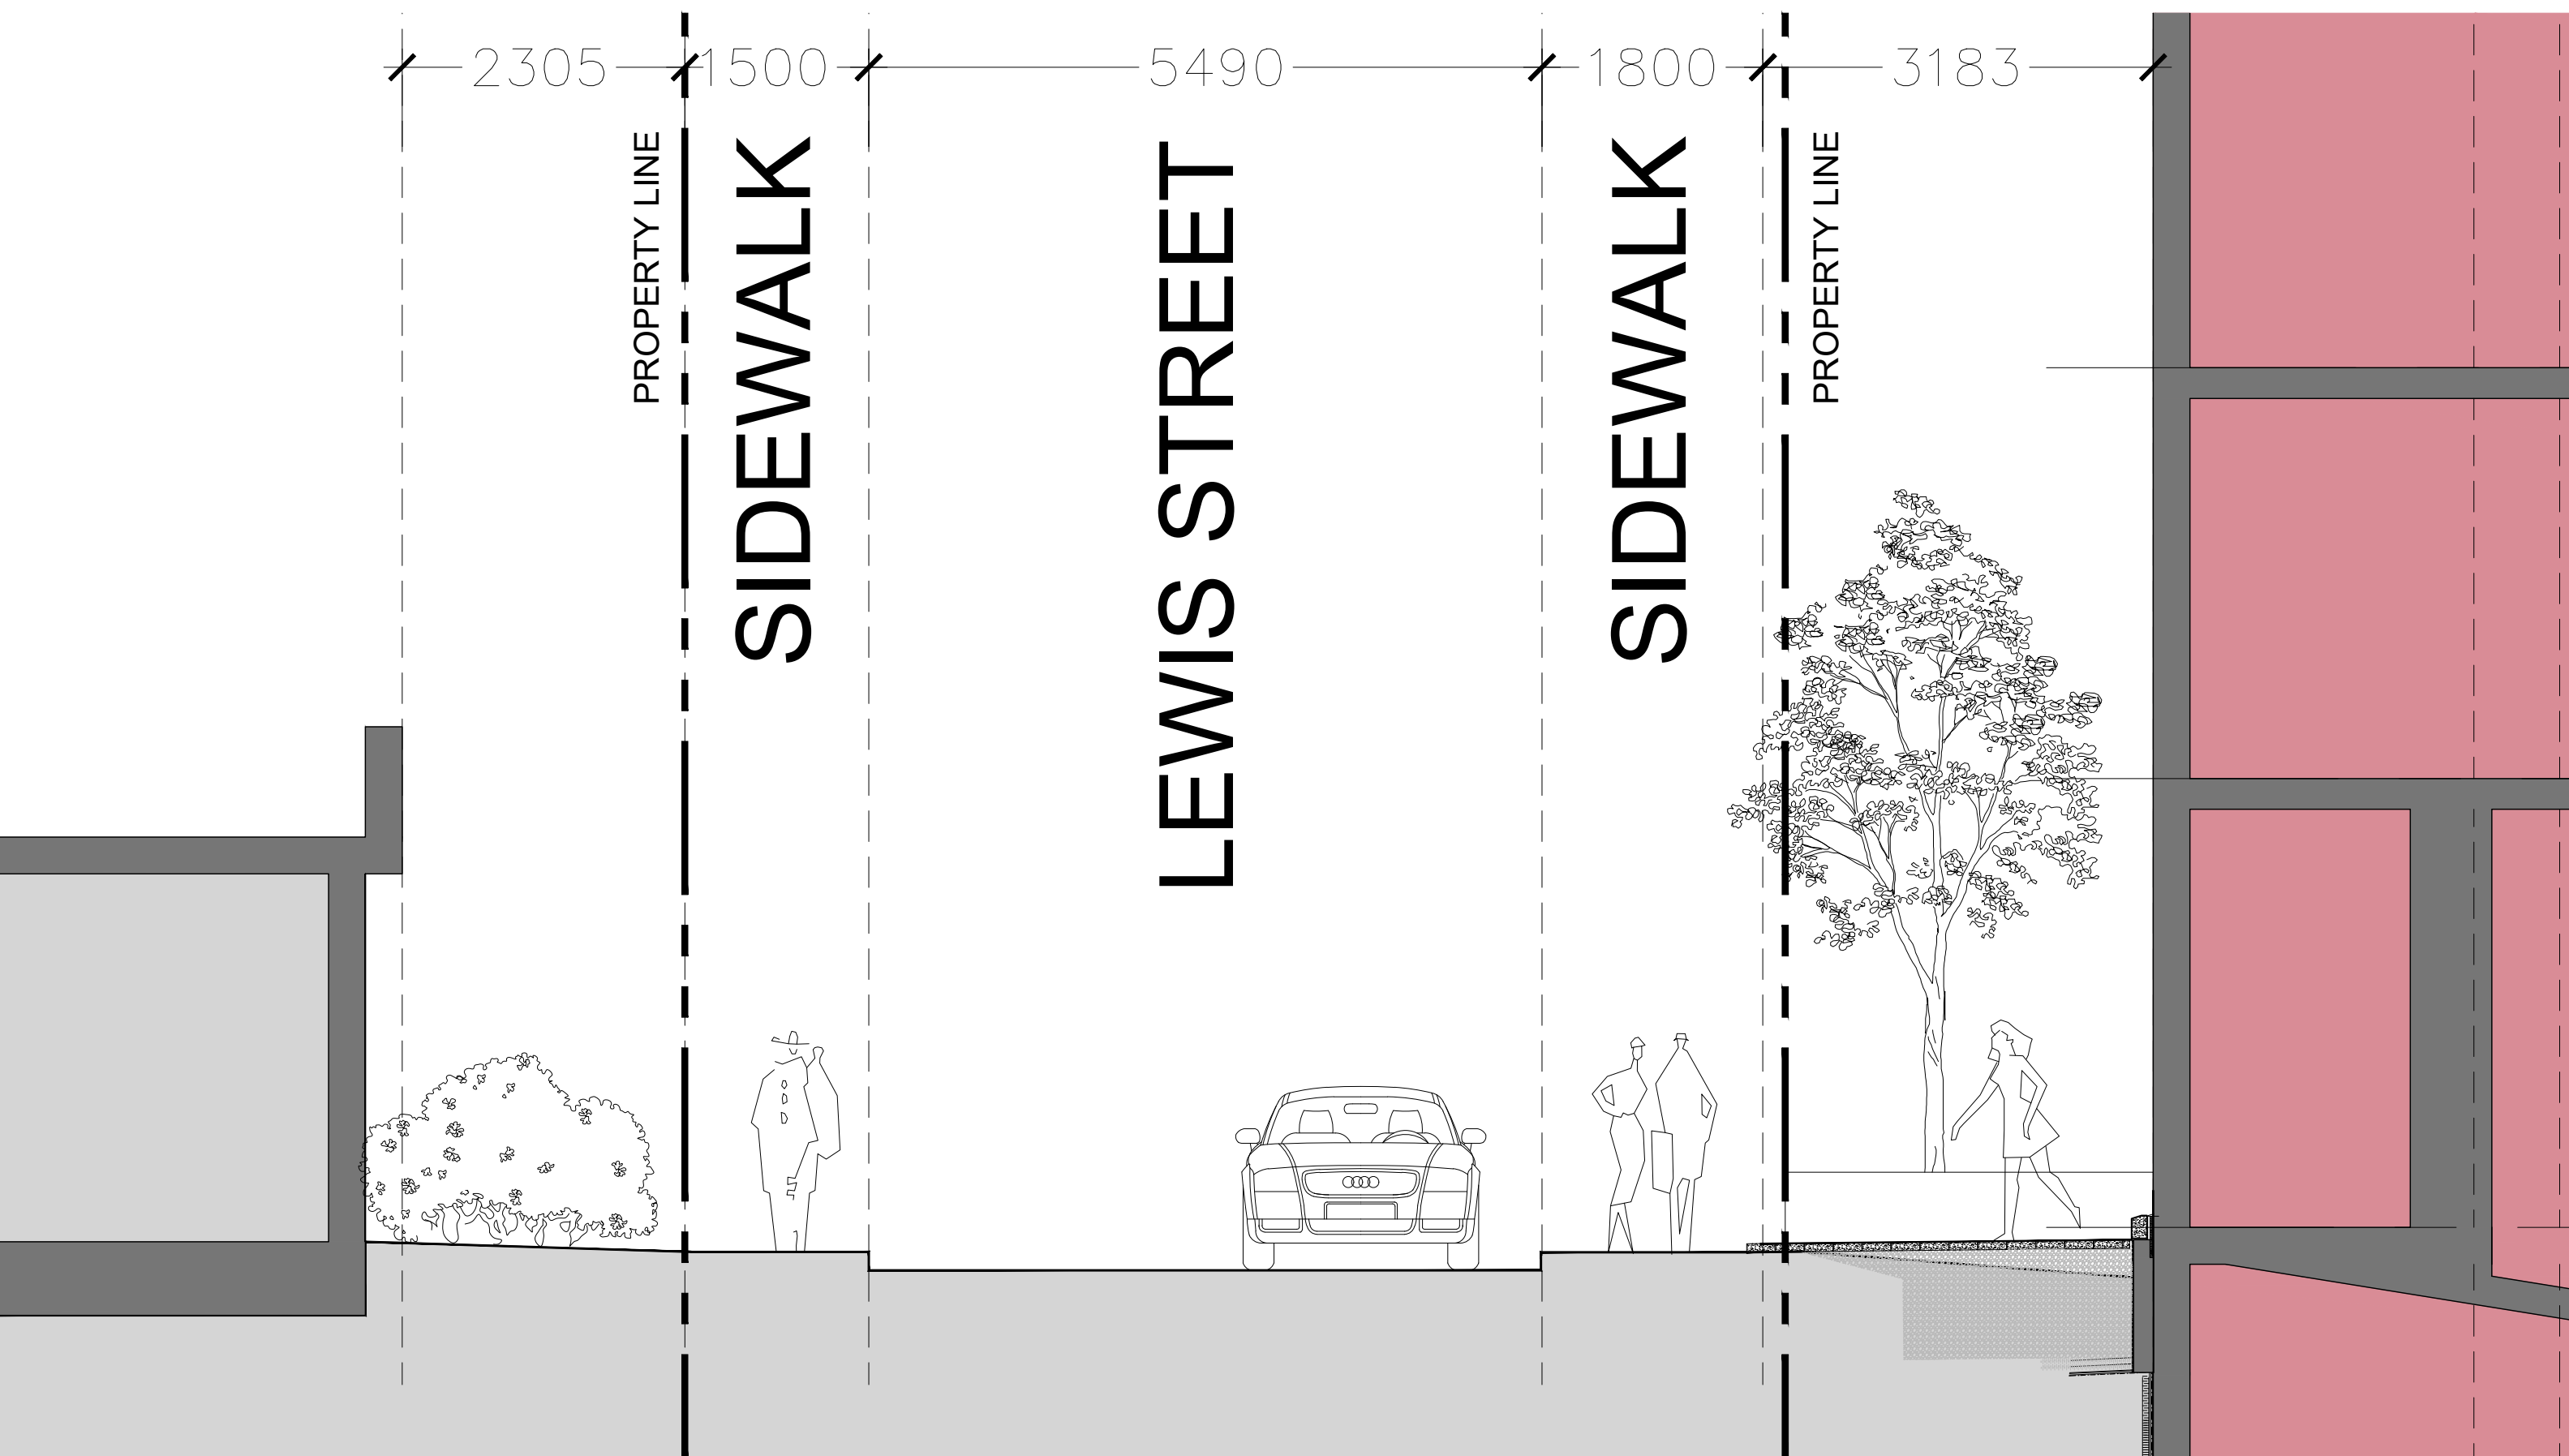 2305
1500
5490
1800
3183
PROPERTY LINE
SIDEWALK
LEWIS STREET
SIDEWALK
PROPERTY LINE